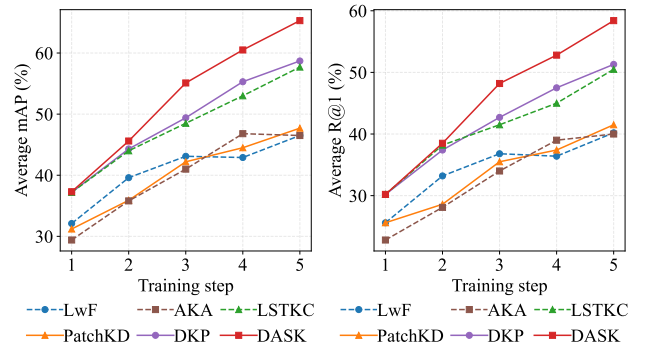 Average mAP (%)
60
50
40
30
1 2 3 4 5
Training step
LwF AKA LSTKC
PatchKD DKP DASK
Average R@1 (%)
60
50
40
30
1 2 3 4 5
Training step
LwF AKA LSTKC
PatchKD DKP DASK